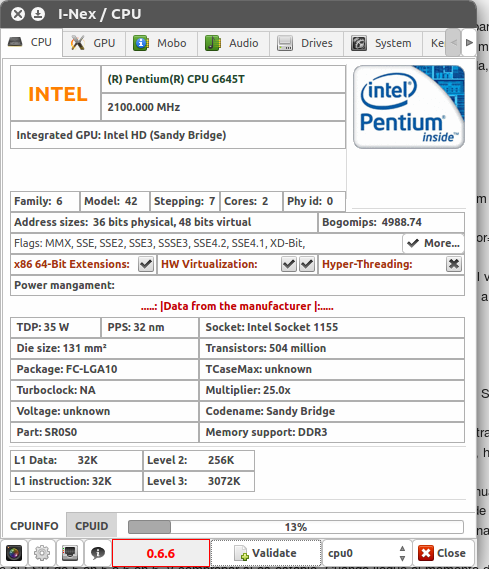 I-Nex / CPU
CPU GPU Mobo Audio Drives System Ke
INTEL
(R) Pentium(R) CPU G645T
2100.000 MHz
Integrated GPU: Intel HD (Sandy Bridge)
intel
Pentium
inside™
Family: 6 Model: 42 Stepping: 7 Cores: 2 Phy id: 0
Address sizes: 36 bits physical, 48 bits virtual Bogomips: 4988.74
Flags: MMX, SSE, SSE2, SSE3, SSSE3, SSE4.2, SSE4.1, XD-Bit, More...
x86 64-Bit Extensions: HW Virtualization: Hyper-Threading:
Power mangament:
.....: |Data from the manufacturer |:.....
TDP: 35 W PPS: 32 nm Socket: Intel Socket 1155
Die size: 131 mm² Transistors: 504 million
Package: FC-LGA10 TCaseMax: unknown
Turboclock: NA Multiplier: 25.0x
Voltage: unknown Codename: Sandy Bridge
Part: SR0S0 Memory support: DDR3
L1 Data: 32K Level 2: 256K
L1 instruction: 32K Level 3: 3072K
CPUINFO CPUID 13%
0.6.6 Validate cpu0 Close